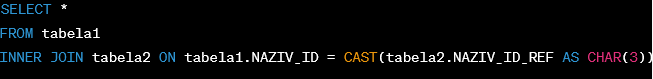 SELECT *
FROM tabela1
INNER JOIN tabela2 ON tabela1.NAZIV_ID = CAST(tabela2.NAZIV_ID_REF AS CHAR(3))